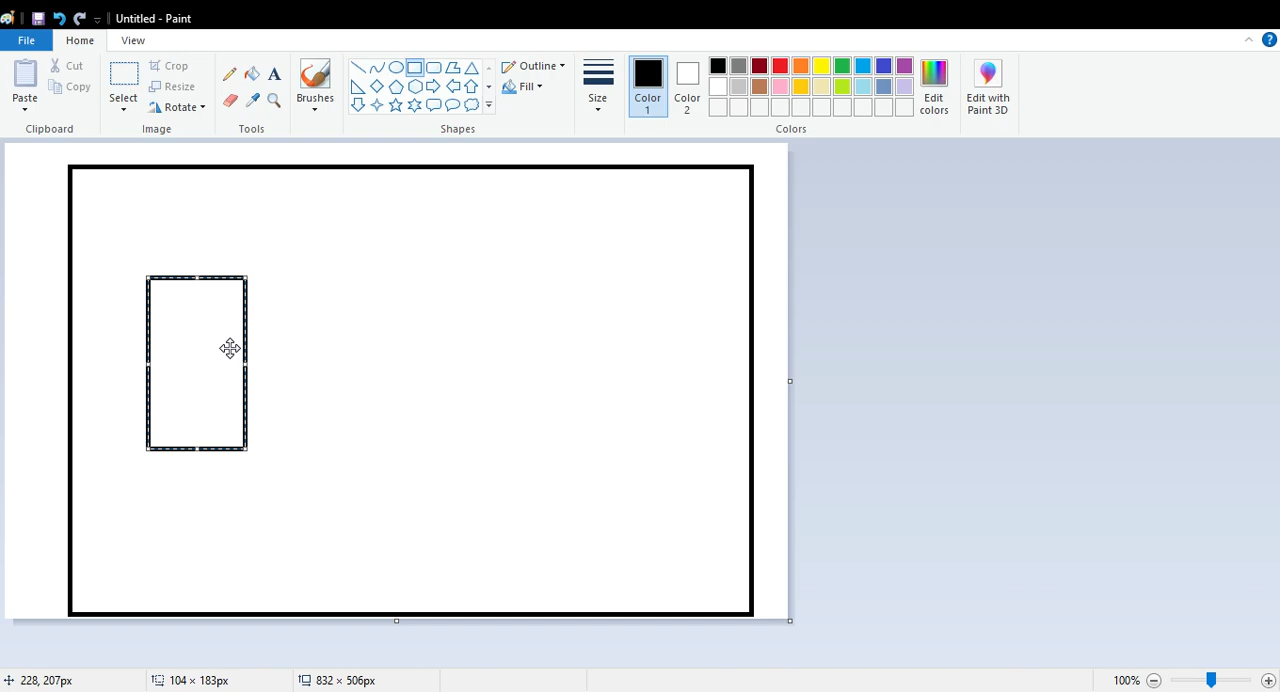 Untitled - Paint
File Home View
Paste
Cut
Copy
Clipboard
Select
Crop
Resize
Rotate
Image
A
Tools
Brushes
Shapes
Outline
Fill
Size
Color 1
Color 2
Colors
Edit colors
Edit with Paint 3D
?
228, 207px 104 × 183px 832 × 506px 100%